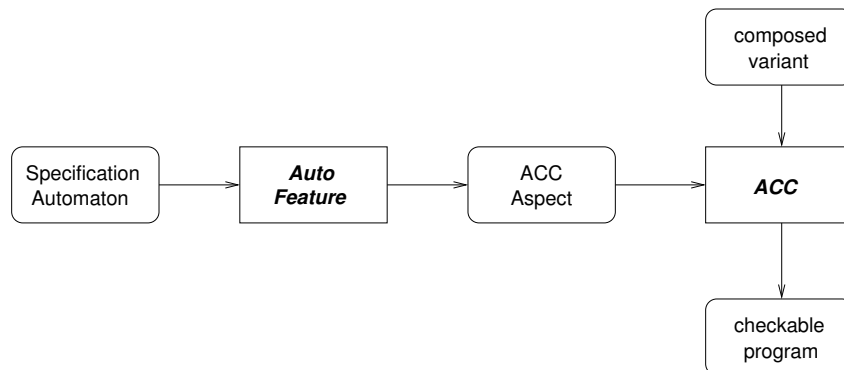 composed
variant
Specification
Automaton
Auto
Feature
ACC
Aspect
ACC
checkable
program